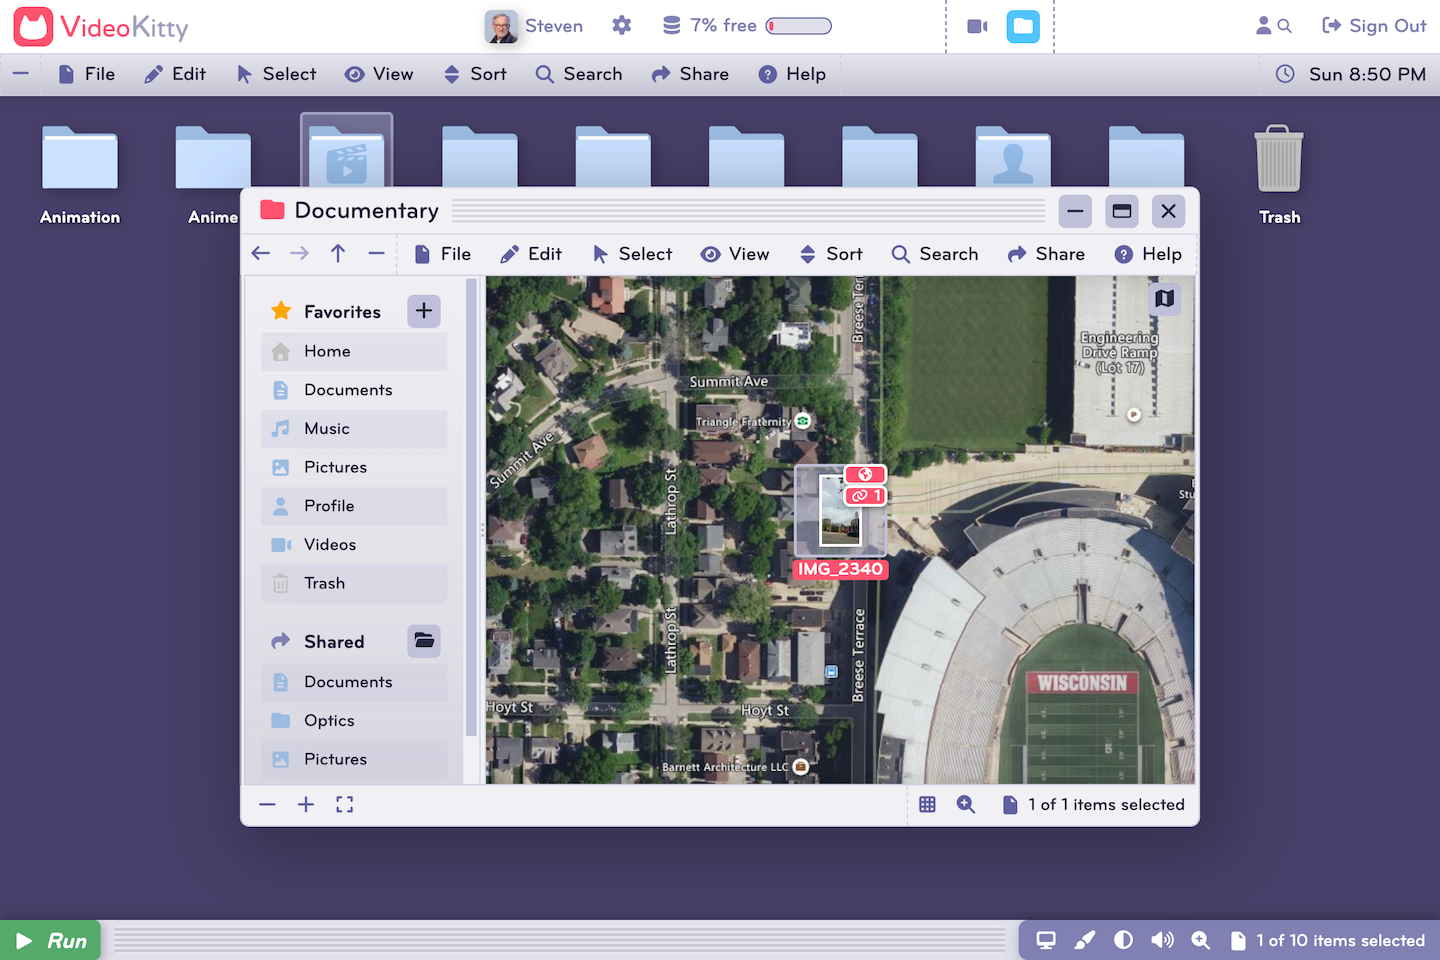 VideoKitty
Steven
7% free
Sign Out
File
Edit
Select
View
Sort
Search
Share
Help
Sun 8:50 PM
Animation
Anime
Trash
Documentary
File
Edit
Select
View
Sort
Search
Share
Help
Favorites
Home
Documents
Music
Pictures
Profile
Videos
Trash
Shared
Documents
Optics
Pictures
Breese Ter
Engineering
Drive Ramp
(Lot 17)
Summit Ave
Triangle Fraternity
Summit Ave
Lathrop St
1
IMG_2340
Lathrop St
Breese Terrace
WISCONSIN
Hoyt St
Hoyt St
Barnett Architecture LLC
1 of 1 items selected
Run
1 of 10 items selected